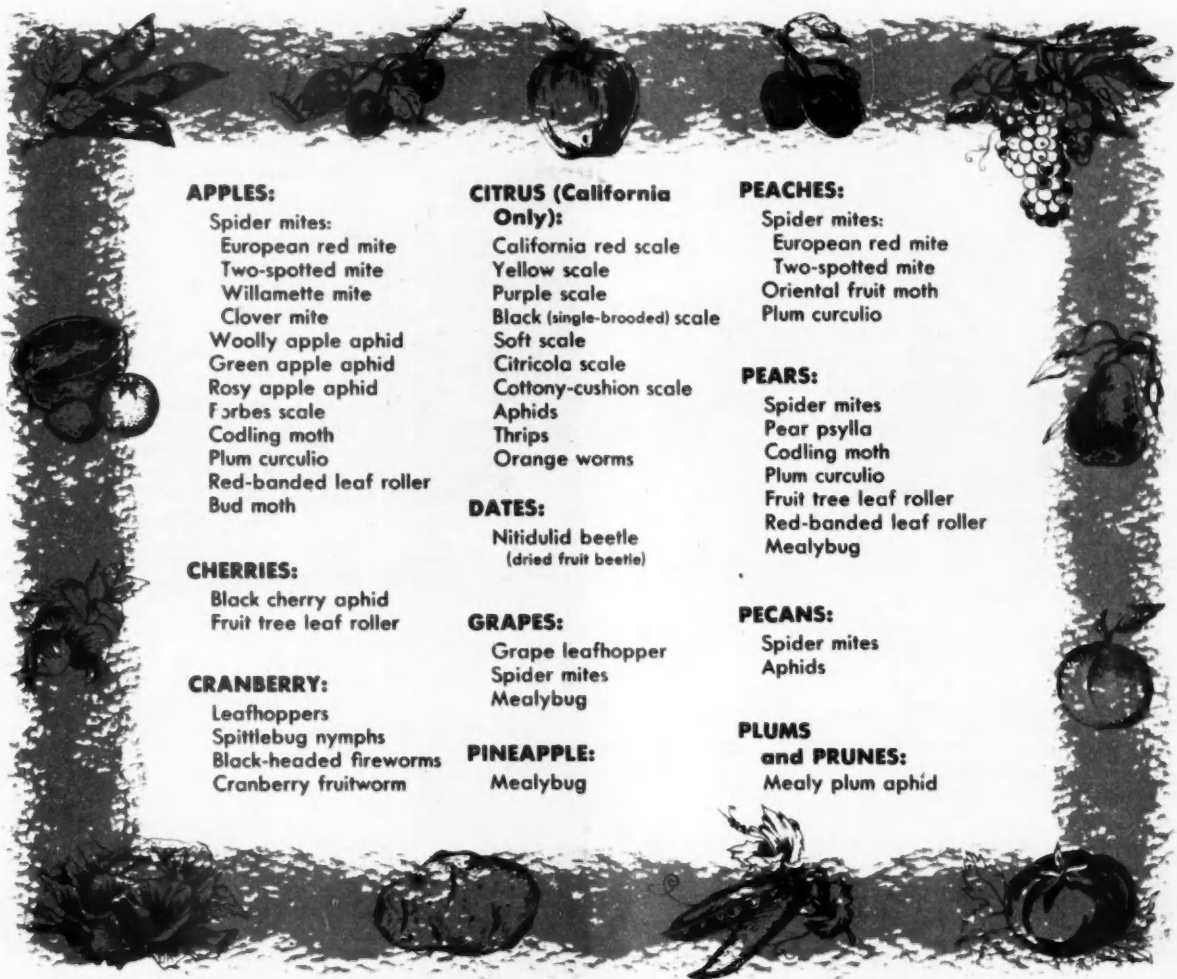 APPLES:
Spider mites:
European red mite
Two-spotted mite
Willamette mite
Clover mite
Woolly apple aphid
Green apple aphid
Rosy apple aphid
Forbes scale
Codling moth
Plum curculio
Red-banded leaf roller
Bud moth
CHERRIES:
Black cherry aphid
Fruit tree leaf roller
CRANBERRY:
Leafhoppers
Spittlebug nymphs
Black-headed fireworms
Cranberry fruitworm
CITRUS (California
Only):
California red scale
Yellow scale
Purple scale
Black (single-brooded) scale
Soft scale
Citricola scale
Cottony-cushion scale
Aphids
Thrips
Orange worms
DATES:
Nitidulid beetle
(dried fruit beetle)
GRAPES:
Grape leafhopper
Spider mites
Mealybug
PINEAPPLE:
Mealybug
PEACHES:
Spider mites:
European red mite
Two-spotted mite
Oriental fruit moth
Plum curculio
PEARS:
Spider mites
Pear psylla
Codling moth
Plum curculio
Fruit tree leaf roller
Red-banded leaf roller
Mealybug
PECANS:
Spider mites
Aphids
PLUMS
and PRUNES:
Mealy plum aphid